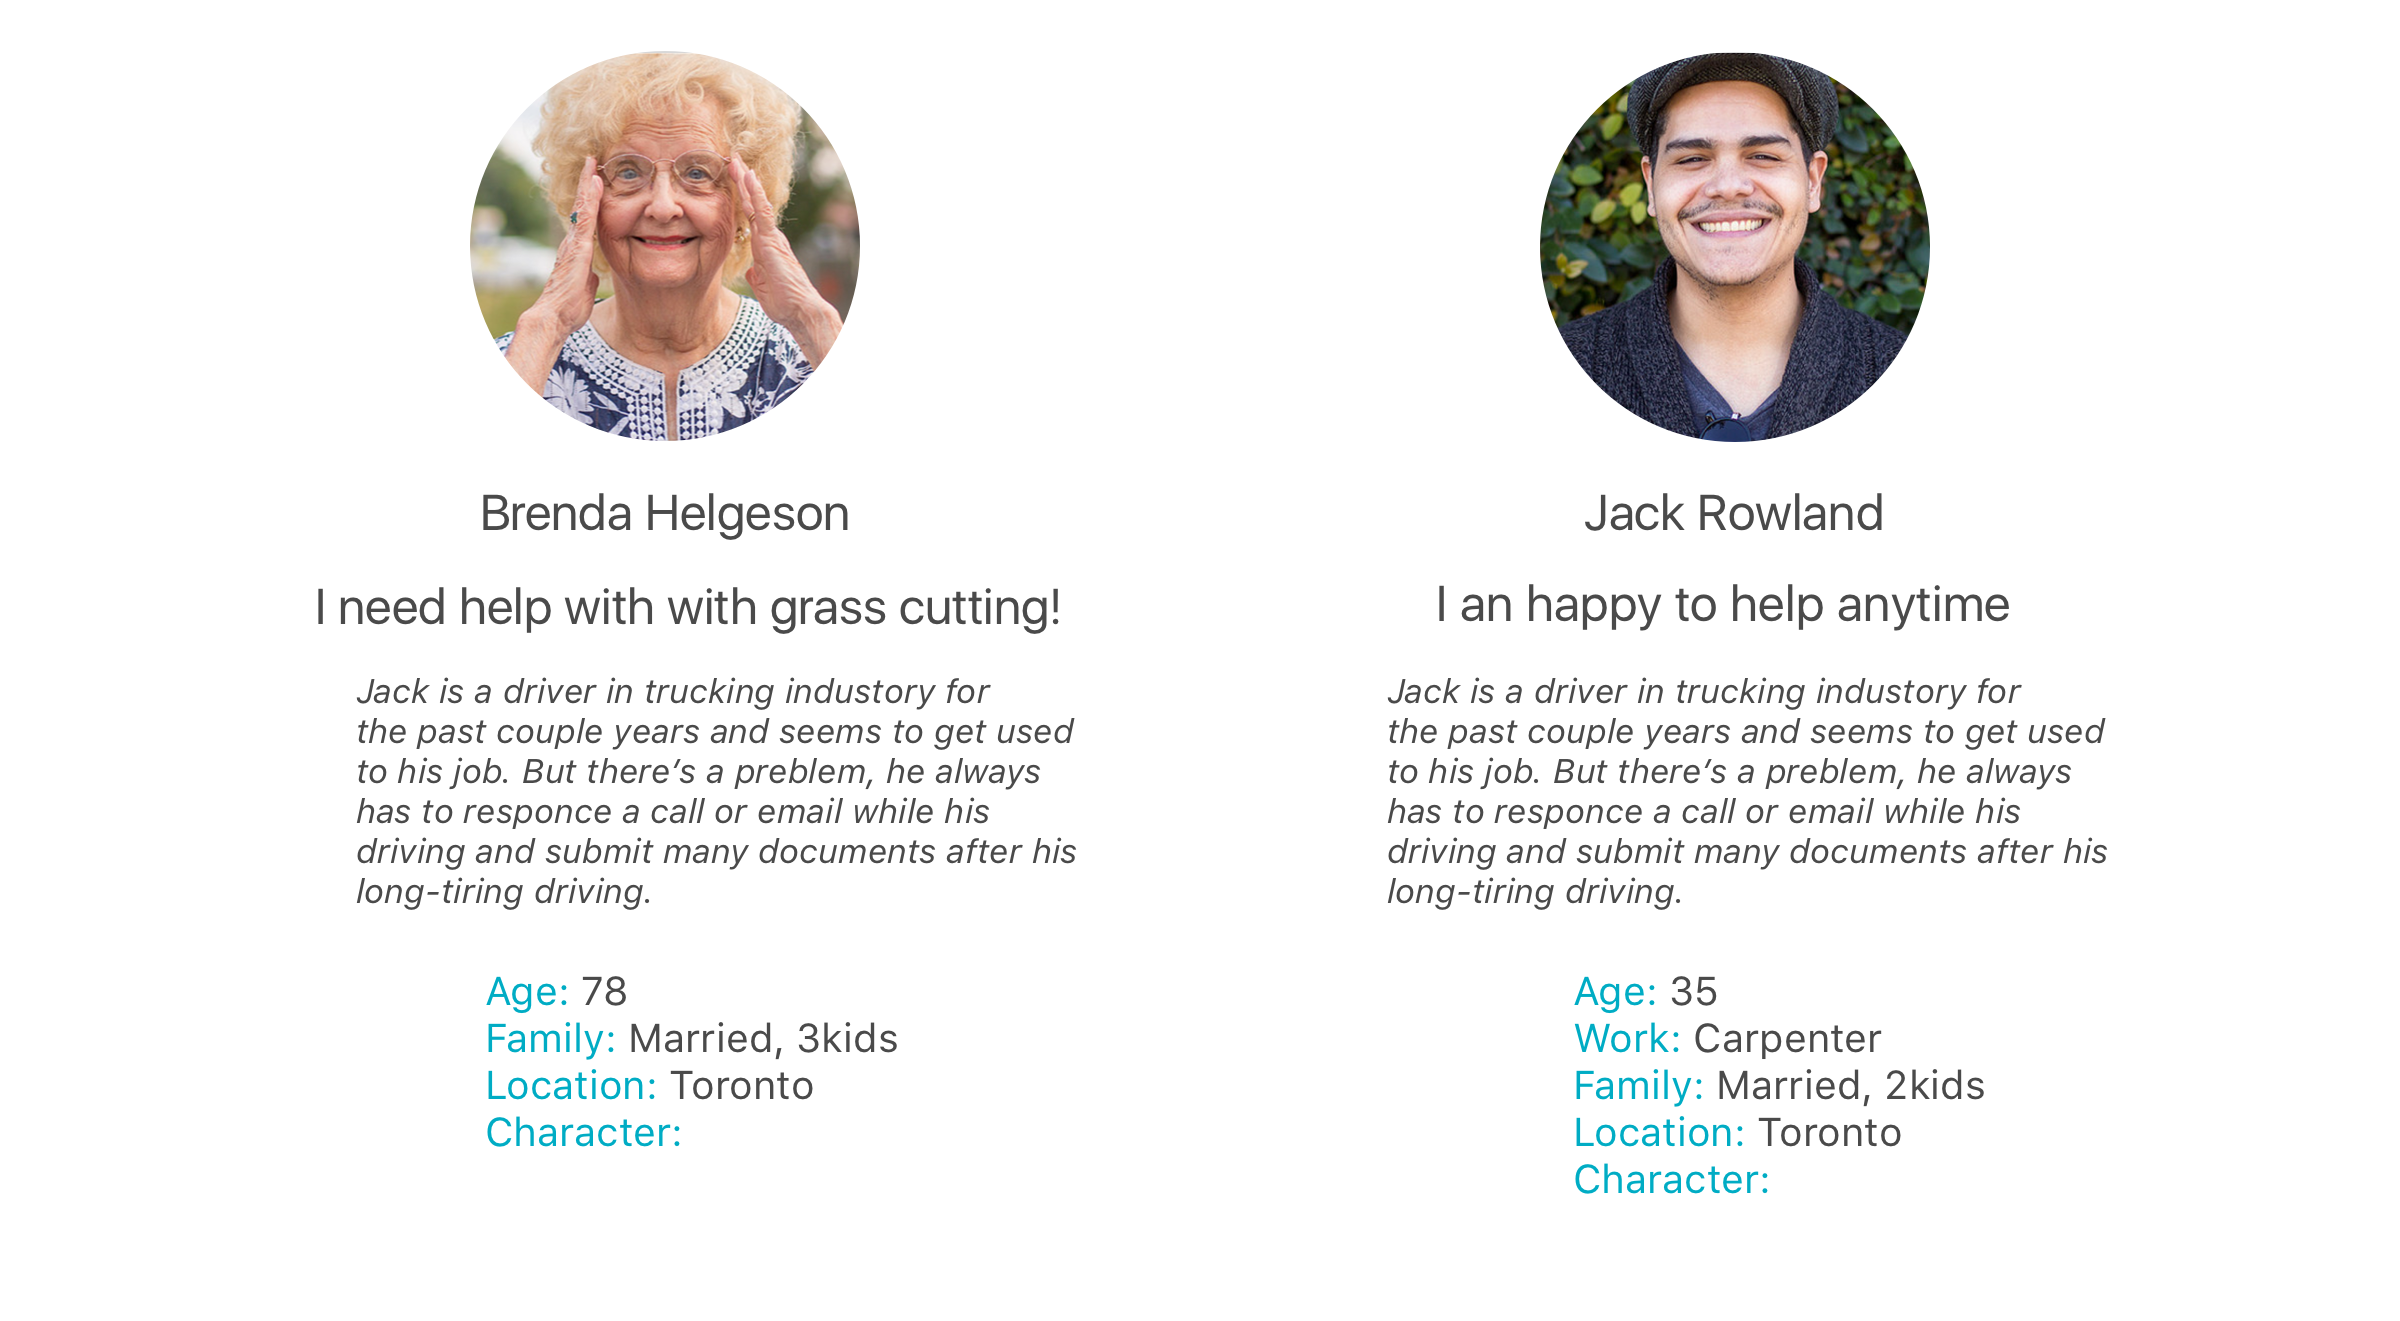 Brenda Helgeson
I need help with with grass cutting!
Jack is a driver in trucking industory for
the past couple years and seems to get used
to his job. But there’s a preblem, he always
has to responce a call or email while his
driving and submit many documents after his
long-tiring driving.
Age: 78
Family: Married, 3kids
Location: Toronto
Character:
Jack Rowland
I an happy to help anytime
Jack is a driver in trucking industory for
the past couple years and seems to get used
to his job. But there’s a preblem, he always
has to responce a call or email while his
driving and submit many documents after his
long-tiring driving.
Age: 35
Work: Carpenter
Family: Married, 2kids
Location: Toronto
Character: